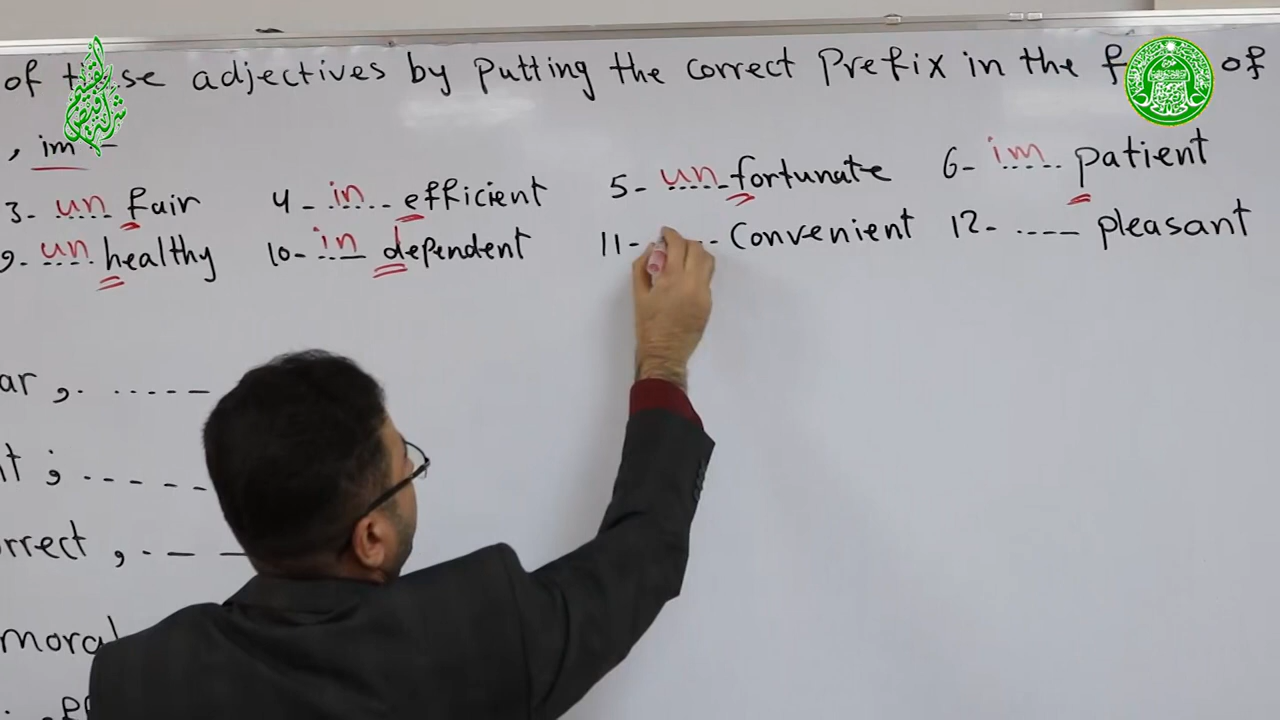 of these adjectives by putting the correct Prefix in the of
, im
3- un fair 4- in efficient 5- un fortunate 6- im patient
9- un healthy 10- in dependent 11- Convenient 12- pleasant
ar ,
t ;
rrect ,
moral